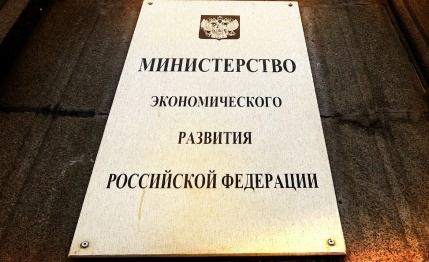 МИНИСТЕРСТВО
ЭКОНОМИЧЕСКОГО
РАЗВИТИЯ
РОССИЙСКОЙ ФЕДЕРАЦИИ